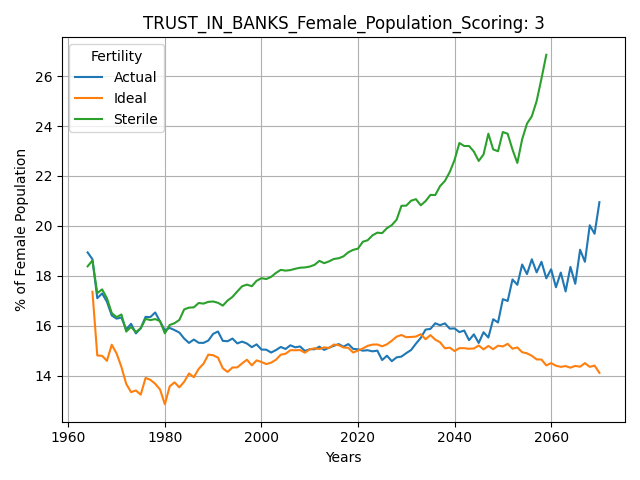 TRUST_IN_BANKS_Female_Population_Scoring: 3
Fertility
Actual
Ideal
Sterile
% of Female Population
26
24
22
20
18
16
14
1960
1980
2000
2020
2040
2060
Years